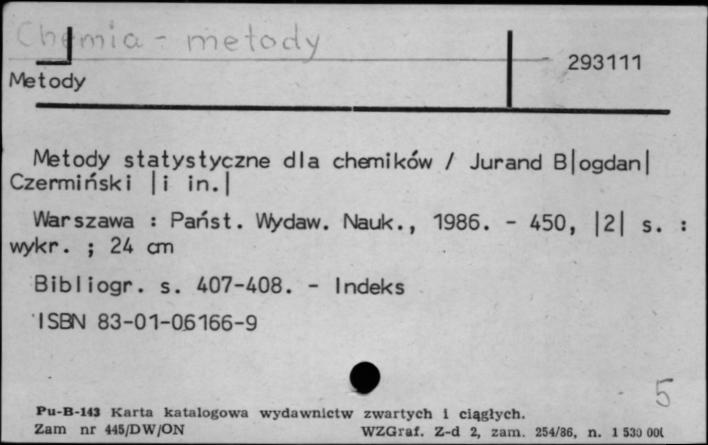 Chemia - metody
293111
Metody
Metody statystyczne dla chemików / Jurand B|ogdan|
Czermiński |i in.|
Warszawa : Państ. Wydaw. Nauk., 1986. - 450, |2| s. :
wykr. ; 24 cm
Bibliogr. s. 407-408. - Indeks
ISBN 83-01-06166-9
5
Pu-B-143 Karta katalogowa wydawnictw zwartych i ciągłych.
Zam nr 445/DW/ON WZGraf. Z-d 2, zam. 254/86, n. 1 530 000